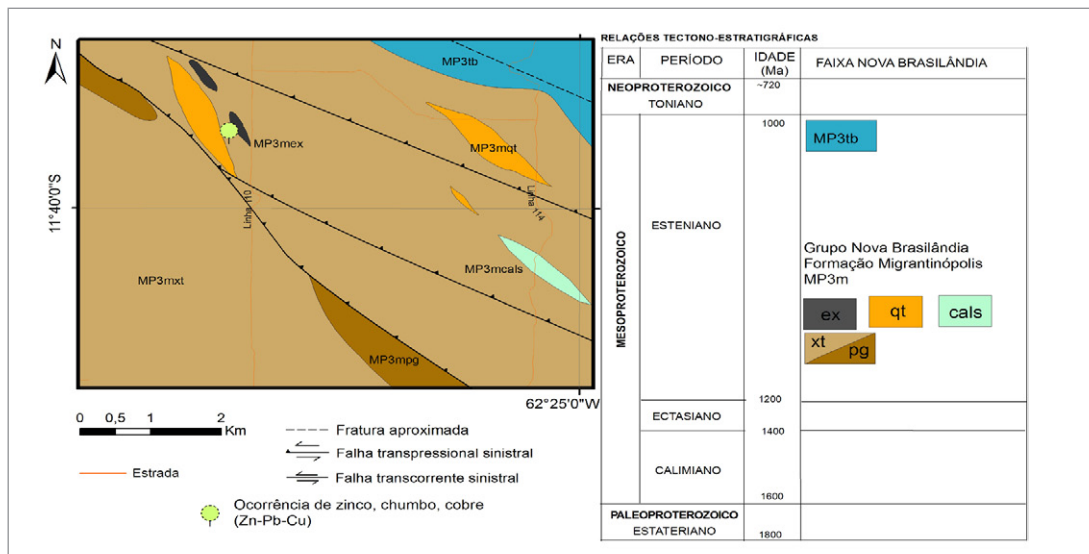 N
11°40'0"S
MP3tb
MP3mex
MP3mqt
Linha 110
Linha 114
MP3mxt
MP3mcals
MP3mpg
62°25'0"W
0 0,5 1 2
Km
Estrada
Fratura aproximada
Falha transpressional sinistral
Falha transcorrente sinistral
Ocorrência de zinco, chumbo, cobre
(Zn-Pb-Cu)
RELAÇÕES TECTONO-ESTRATIGRÁFICAS
ERA PERÍODO IDADE (Ma) FAIXA NOVA BRASILÂNDIA
NEOPROTEROZOICO ~720
TONIANO
1000
MP3tb
MESOPROTEROZOICO
ESTENIANO
Grupo Nova Brasilândia
Formação Migrantinópolis
MP3m
ex qt cals
xt pg
1200
ECTASIANO
1400
CALIMIANO
1600
PALEOPROTEROZOICO
ESTATERIANO
1800